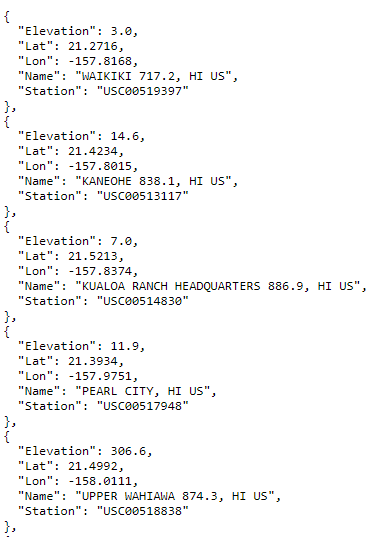 {
  "Elevation": 3.0,
  "Lat": 21.2716,
  "Lon": -157.8168,
  "Name": "WAIKIKI 717.2, HI US",
  "Station": "USC00519397"
},
{
  "Elevation": 14.6,
  "Lat": 21.4234,
  "Lon": -157.8015,
  "Name": "KANEOHE 838.1, HI US",
  "Station": "USC00513117"
},
{
  "Elevation": 7.0,
  "Lat": 21.5213,
  "Lon": -157.8374,
  "Name": "KUALOA RANCH HEADQUARTERS 886.9, HI US",
  "Station": "USC00514830"
},
{
  "Elevation": 11.9,
  "Lat": 21.3934,
  "Lon": -157.9751,
  "Name": "PEARL CITY, HI US",
  "Station": "USC00517948"
},
{
  "Elevation": 306.6,
  "Lat": 21.4992,
  "Lon": -158.0111,
  "Name": "UPPER WAHIAWA 874.3, HI US",
  "Station": "USC00518838"
},